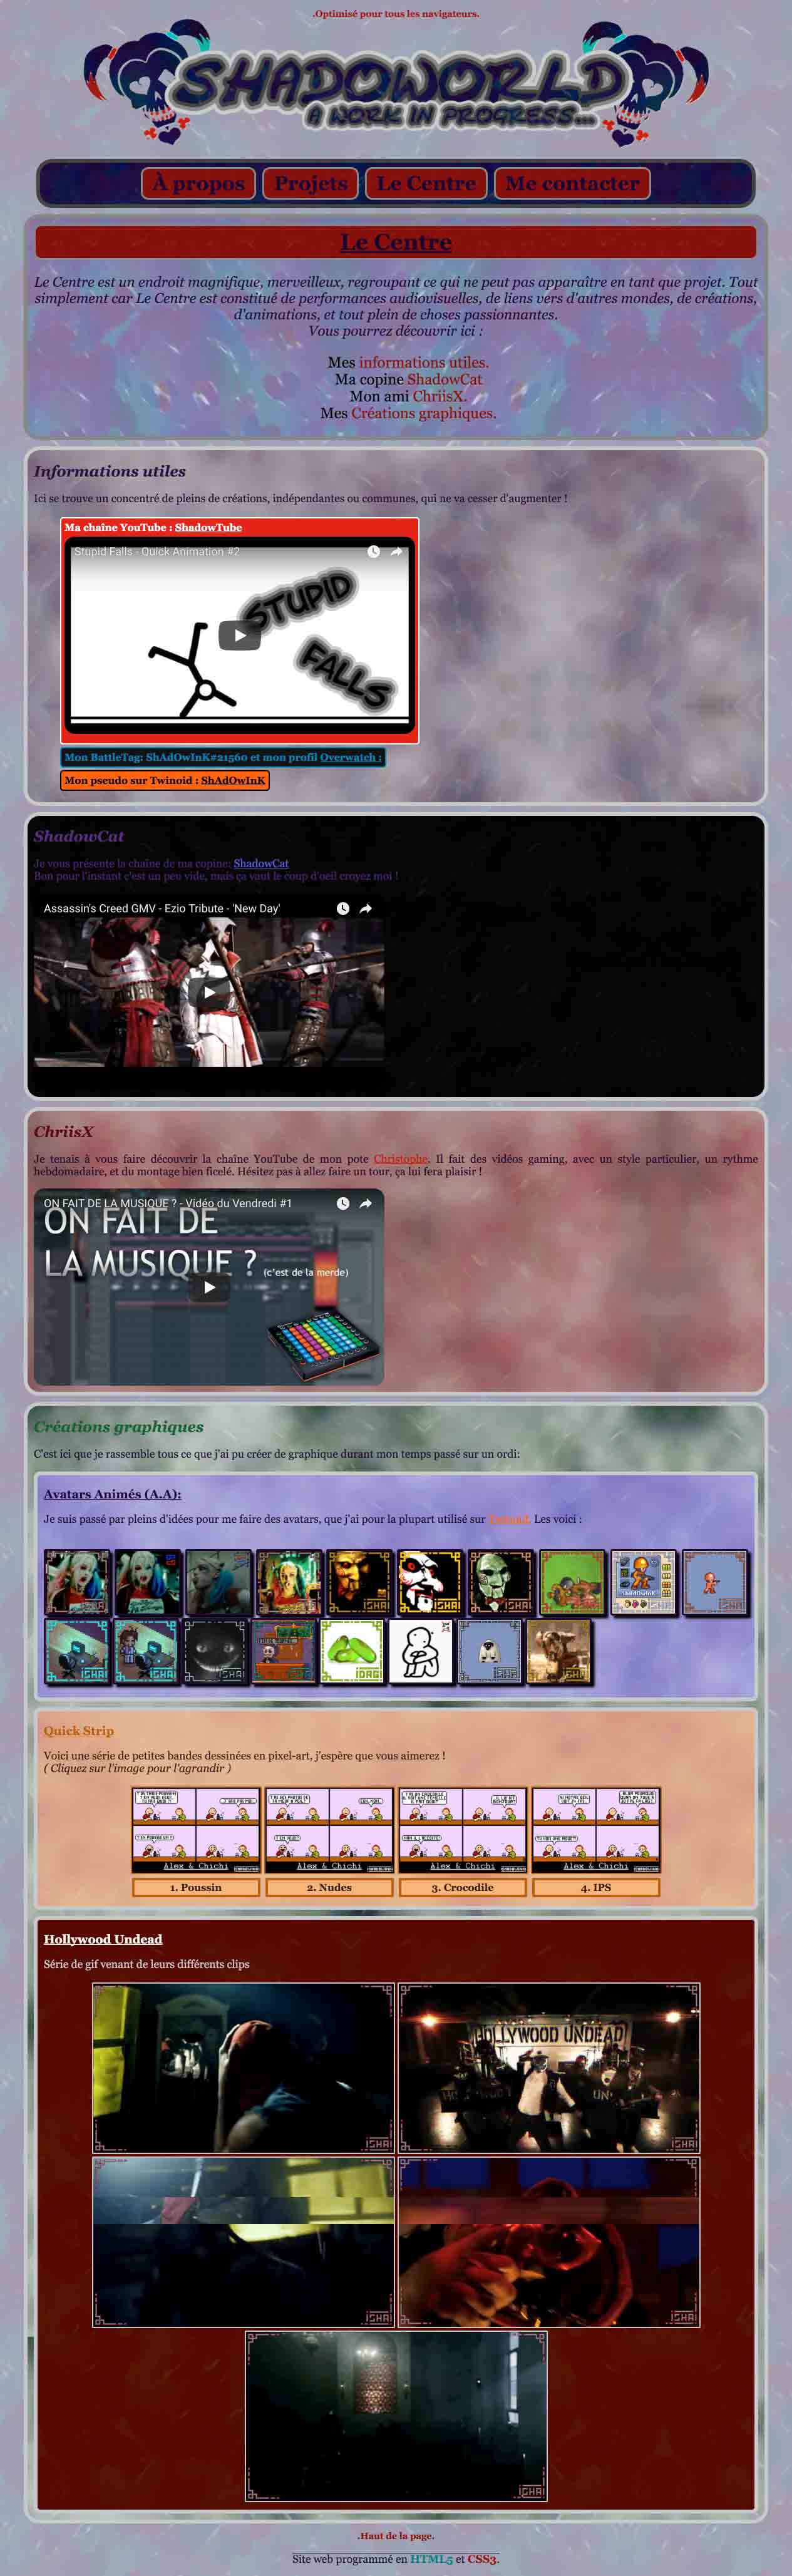 .Optimisé pour tous les navigateurs.
SHADOWORLD
A WORK IN PROGRESS...
À propos
Projets
Le Centre
Me contacter
Le Centre
Le Centre est un endroit magnifique, merveilleux, regroupant ce qui ne peut pas apparaître en tant que projet. Tout
simplement car Le Centre est constitué de performances audiovisuelles, de liens vers d'autres mondes, de créations,
d'animations, et tout plein de choses passionnantes.
Vous pourrez découvrir ici :
Mes informations utiles.
Ma copine ShadowCat
Mon ami ChriisX.
Mes Créations graphiques.
Informations utiles
Ici se trouve un concentré de pleins de créations, indépendantes ou communes, qui ne va cesser d'augmenter !
Ma chaîne YouTube : ShadowTube
Stupid Falls - Quick Animation #2
STUPID
FALLS
Mon BattleTag: ShAdOwInK#21560 et mon profil Overwatch :
Mon pseudo sur Twinoid : ShAdOwInK
ShadowCat
Je vous présente la chaîne de ma copine: ShadowCat
Bon pour l'instant c'est un peu vide, mais ça vaut le coup d'oeil croyez moi !
Assassin's Creed GMV - Ezio Tribute - 'New Day'
ChriisX
Je tenais à vous faire découvrir la chaîne YouTube de mon pote Christophe. Il fait des vidéos gaming, avec un style particulier, un rythme
hebdomadaire, et du montage bien ficelé. Hésitez pas à allez faire un tour, ça lui fera plaisir !
ON FAIT DE LA MUSIQUE ? - Vidéo du Vendredi #1
ON FAIT DE
LA MUSIQUE ? (c'est de la merde)
Créations graphiques
C'est ici que je rassemble tous ce que j'ai pu créer de graphique durant mon temps passé sur un ordi:
Avatars Animés (A.A):
Je suis passé par pleins d'idées pour me faire des avatars, que j'ai pour la plupart utilisé sur Twinoid. Les voici :
Quick Strip
Voici une série de petites bandes dessinées en pixel-art, j'espère que vous aimerez !
( Cliquez sur l'image pour l'agrandir )
Alex & Chichi
Alex & Chichi
Alex & Chichi
Alex & Chichi
1. Poussin
2. Nudes
3. Crocodile
4. IPS
Hollywood Undead
Série de gif venant de leurs différents clips
HOLLYWOOD UNDEAD
.Haut de la page.
Site web programmé en HTML5 et CSS3.